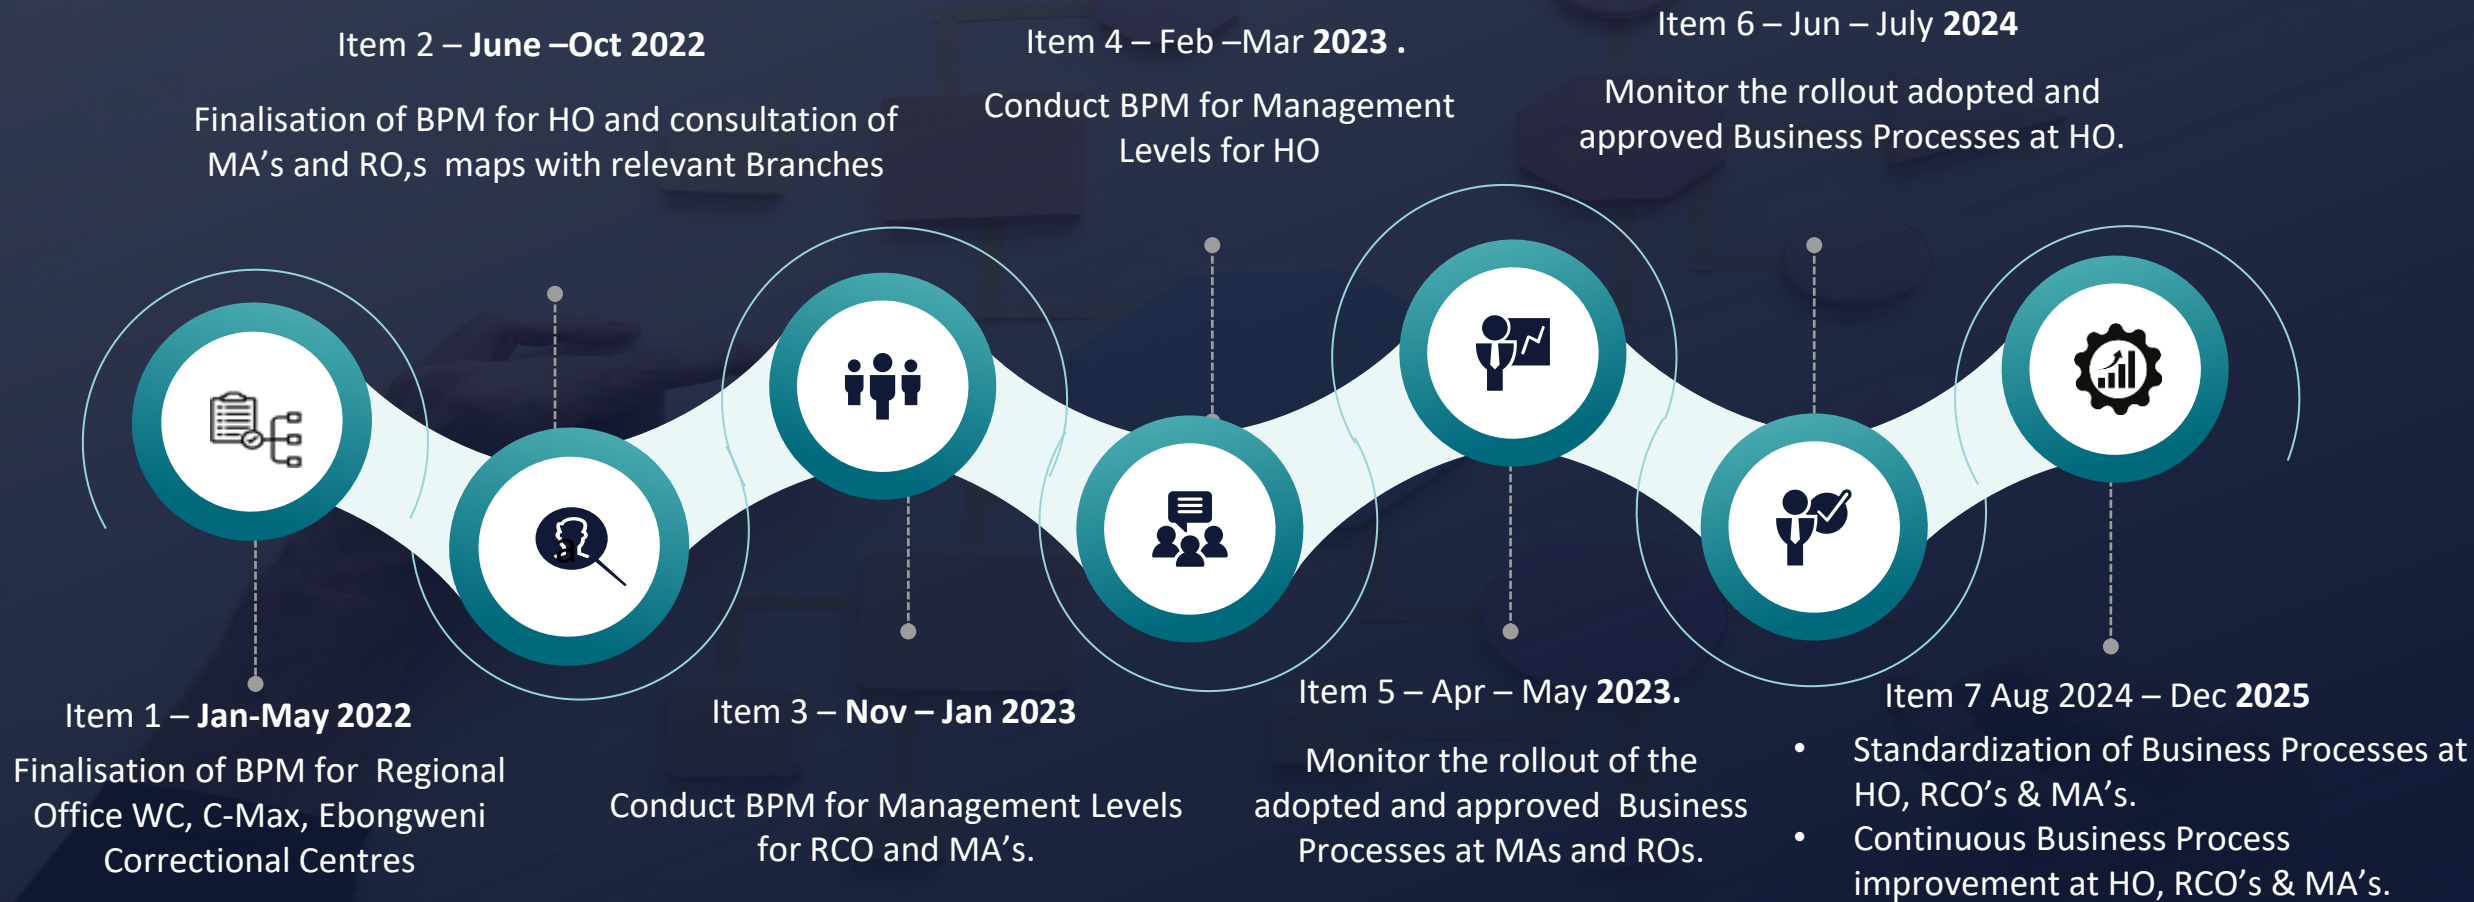 Item 1 – Jan-May 2022
Finalisation of BPM for Regional
Office WC, C-Max, Ebongweni
Correctional Centres
Item 2 – June –Oct 2022
Finalisation of BPM for HO and consultation of
MA's and RO,s maps with relevant Branches
a
Item 3 – Nov – Jan 2023
Conduct BPM for Management Levels
for RCO and MA's.
Item 4 – Feb –Mar 2023 .
Conduct BPM for Management
Levels for HO
Item 5 – Apr – May 2023.
Monitor the rollout of the
adopted and approved Business
Processes at MAs and ROs.
Item 6 – Jun – July 2024
Monitor the rollout adopted and
approved Business Processes at HO.
Item 7 Aug 2024 – Dec 2025
• Standardization of Business Processes at
HO, RCO's & MA's.
• Continuous Business Process
improvement at HO, RCO's & MA's.